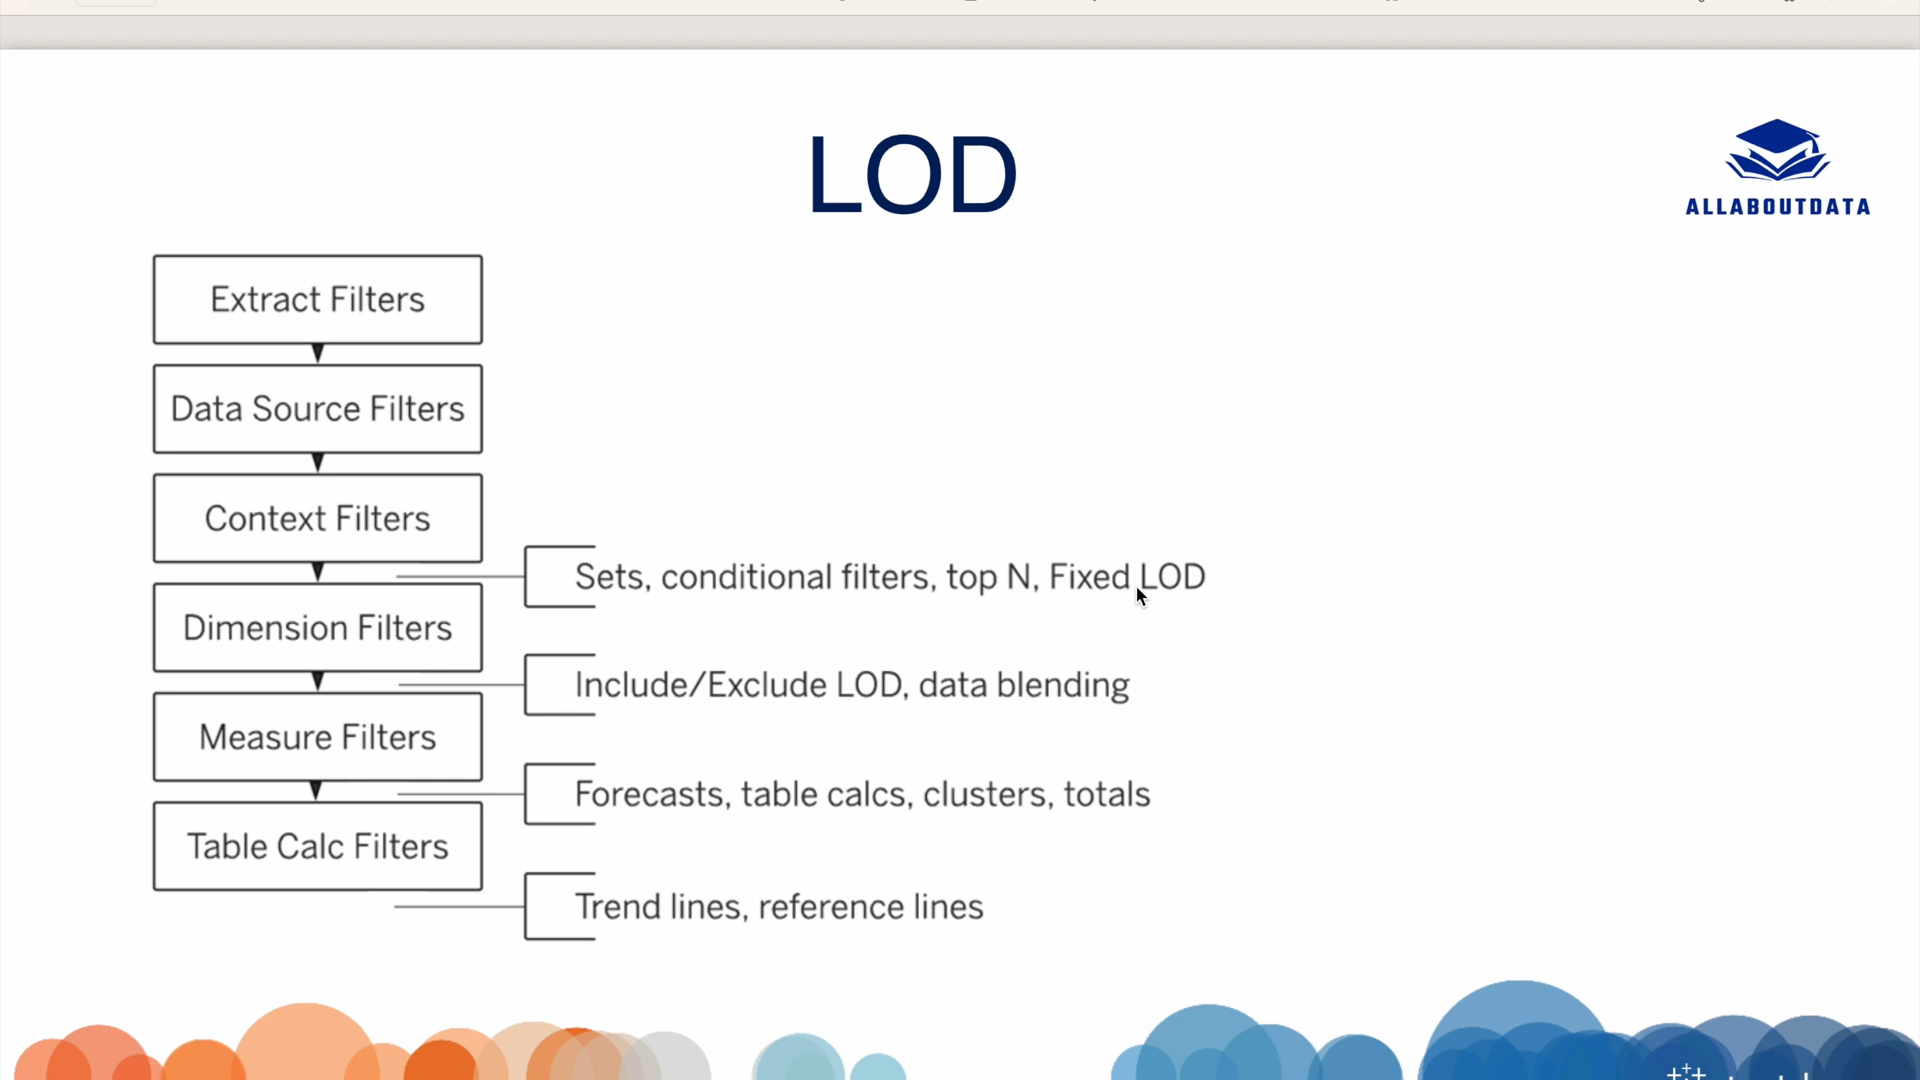 LOD
ALLABOUTDATA
Extract Filters
Data Source Filters
Context Filters
Sets, conditional filters, top N, Fixed LOD
Dimension Filters
Include/Exclude LOD, data blending
Measure Filters
Forecasts, table calcs, clusters, totals
Table Calc Filters
Trend lines, reference lines